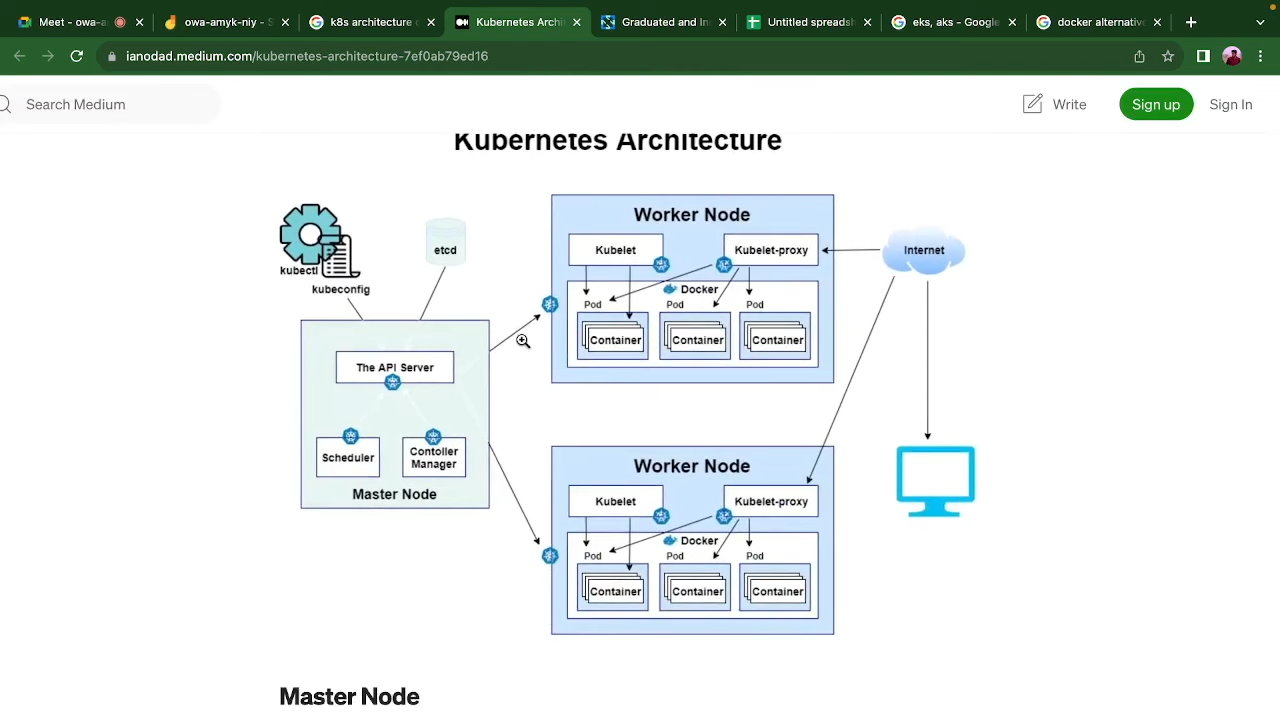 Meet - owa-am
owa-amyk-niy - S
k8s architecture c
Kubernetes Archi
Graduated and In
Untitled spreadsh
eks, aks - Google
docker alternative
ianodad.medium.com/kubernetes-architecture-7ef0ab79ed16
Search Medium
Write
Sign up
Sign In
Kubernetes Architecture
kubectl
kubeconfig
etcd
The API Server
Scheduler
Contoller
Manager
Master Node
Worker Node
Kubelet
Kubelet-proxy
Docker
Pod
Pod
Pod
Container
Container
Container
Internet
Worker Node
Kubelet
Kubelet-proxy
Docker
Pod
Pod
Pod
Container
Container
Container
Master Node